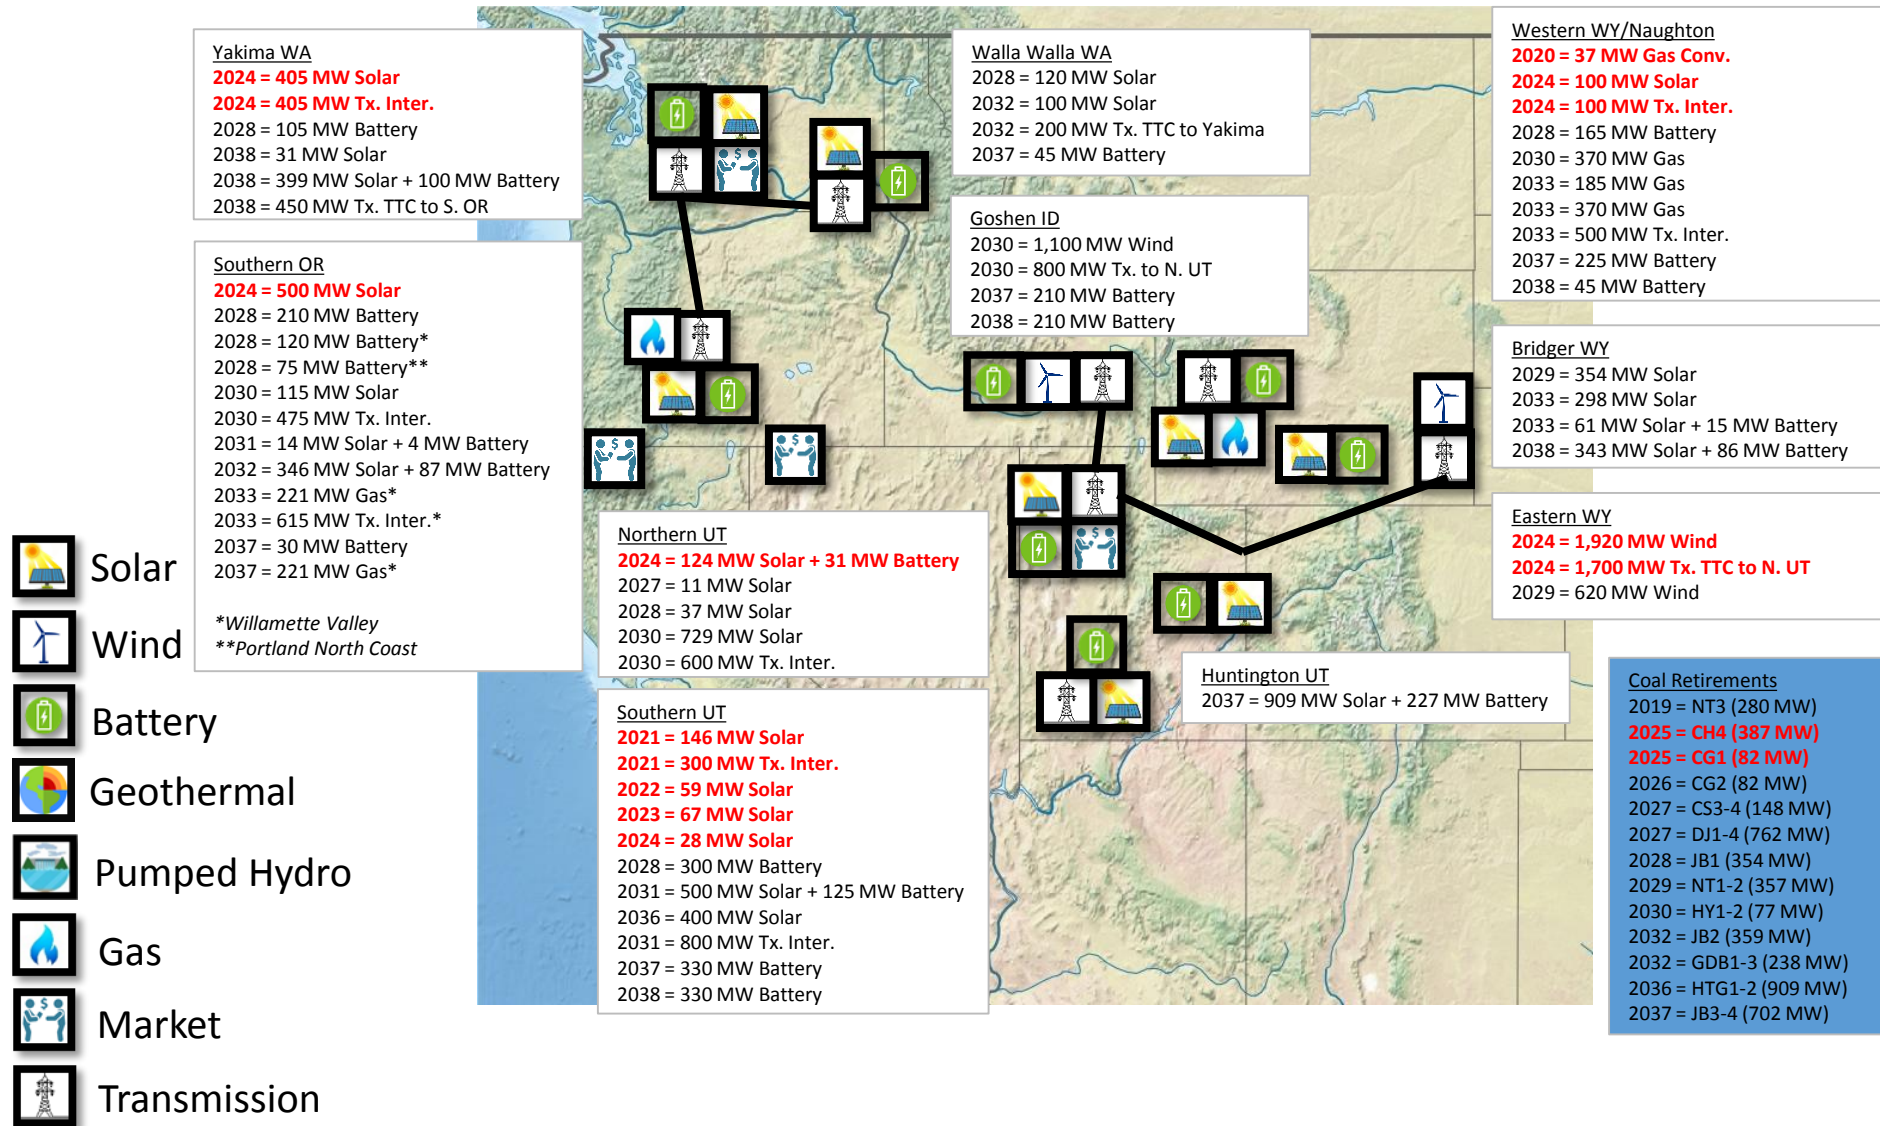 Yakima WA
2024 = 405 MW Solar
2024 = 405 MW Tx. Inter.
2028 = 105 MW Battery
2038 = 31 MW Solar
2038 = 399 MW Solar + 100 MW Battery
2038 = 450 MW Tx. TTC to S. OR
Walla Walla WA
2028 = 120 MW Solar
2032 = 100 MW Solar
2032 = 200 MW Tx. TTC to Yakima
2037 = 45 MW Battery
Western WY/Naughton
2020 = 37 MW Gas Conv.
2024 = 100 MW Solar
2024 = 100 MW Tx. Inter.
2028 = 165 MW Battery
2030 = 370 MW Gas
2033 = 185 MW Gas
2033 = 370 MW Gas
2033 = 500 MW Tx. Inter.
2037 = 225 MW Battery
2038 = 45 MW Battery
Goshen ID
2030 = 1,100 MW Wind
2030 = 800 MW Tx. to N. UT
2037 = 210 MW Battery
2038 = 210 MW Battery
Southern OR
2024 = 500 MW Solar
2028 = 210 MW Battery
2028 = 120 MW Battery*
2028 = 75 MW Battery**
2030 = 115 MW Solar
2030 = 475 MW Tx. Inter.
2031 = 14 MW Solar + 4 MW Battery
2032 = 346 MW Solar + 87 MW Battery
2033 = 221 MW Gas*
2033 = 615 MW Tx. Inter.*
2037 = 30 MW Battery
2037 = 221 MW Gas*
*Willamette Valley
**Portland North Coast
Bridger WY
2029 = 354 MW Solar
2033 = 298 MW Solar
2033 = 61 MW Solar + 15 MW Battery
2038 = 343 MW Solar + 86 MW Battery
Eastern WY
2024 = 1,920 MW Wind
2024 = 1,700 MW Tx. TTC to N. UT
2029 = 620 MW Wind
Northern UT
2024 = 124 MW Solar + 31 MW Battery
2027 = 11 MW Solar
2028 = 37 MW Solar
2030 = 729 MW Solar
2030 = 600 MW Tx. Inter.
Huntington UT
2037 = 909 MW Solar + 227 MW Battery
Southern UT
2021 = 146 MW Solar
2021 = 300 MW Tx. Inter.
2022 = 59 MW Solar
2023 = 67 MW Solar
2024 = 28 MW Solar
2028 = 300 MW Battery
2031 = 500 MW Solar + 125 MW Battery
2036 = 400 MW Solar
2031 = 800 MW Tx. Inter.
2037 = 330 MW Battery
2038 = 330 MW Battery
Coal Retirements
2019 = NT3 (280 MW)
2025 = CH4 (387 MW)
2025 = CG1 (82 MW)
2026 = CG2 (82 MW)
2027 = CS3-4 (148 MW)
2027 = DJ1-4 (762 MW)
2028 = JB1 (354 MW)
2029 = NT1-2 (357 MW)
2030 = HY1-2 (77 MW)
2032 = JB2 (359 MW)
2032 = GDB1-3 (238 MW)
2036 = HTG1-2 (909 MW)
2037 = JB3-4 (702 MW)
Solar
Wind
Battery
Geothermal
Pumped Hydro
Gas
Market
Transmission